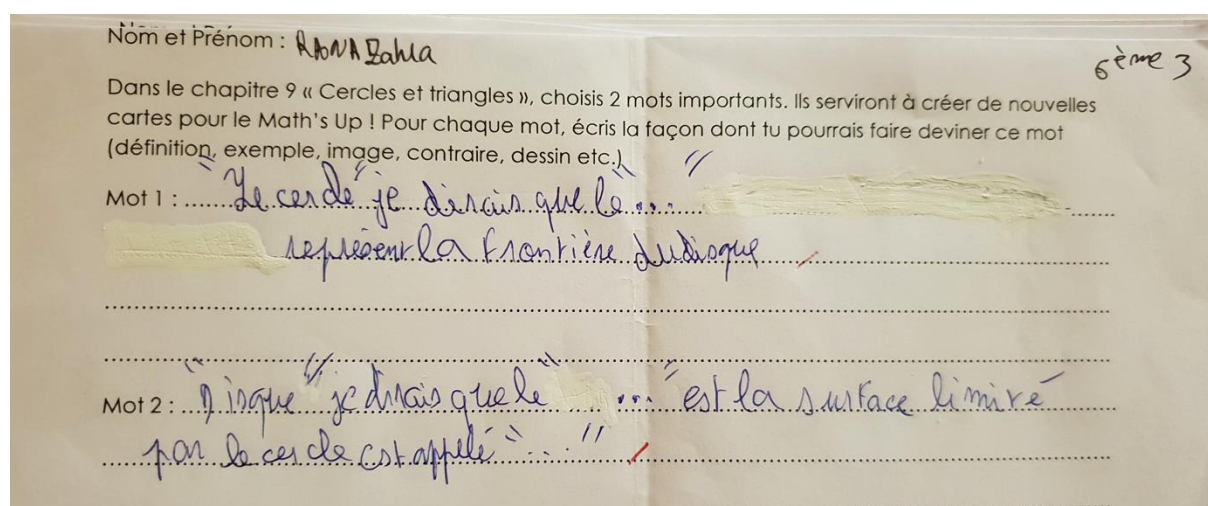 Nom et Prénom : RANA Zahra
6ème 3
Dans le chapitre 9 « Cercles et triangles », choisis 2 mots importants. Ils serviront à créer de nouvelles
cartes pour le Math's Up ! Pour chaque mot, écris la façon dont tu pourrais faire deviner ce mot
(définition, exemple, image, contraire, dessin etc.)
Mot 1 : "Le cercle" je dirais que le "..."
représent la frontière du disque
Mot 2 : "Disque" je dirais que le "..." est la surface limité
par le cercle est appelé "..."